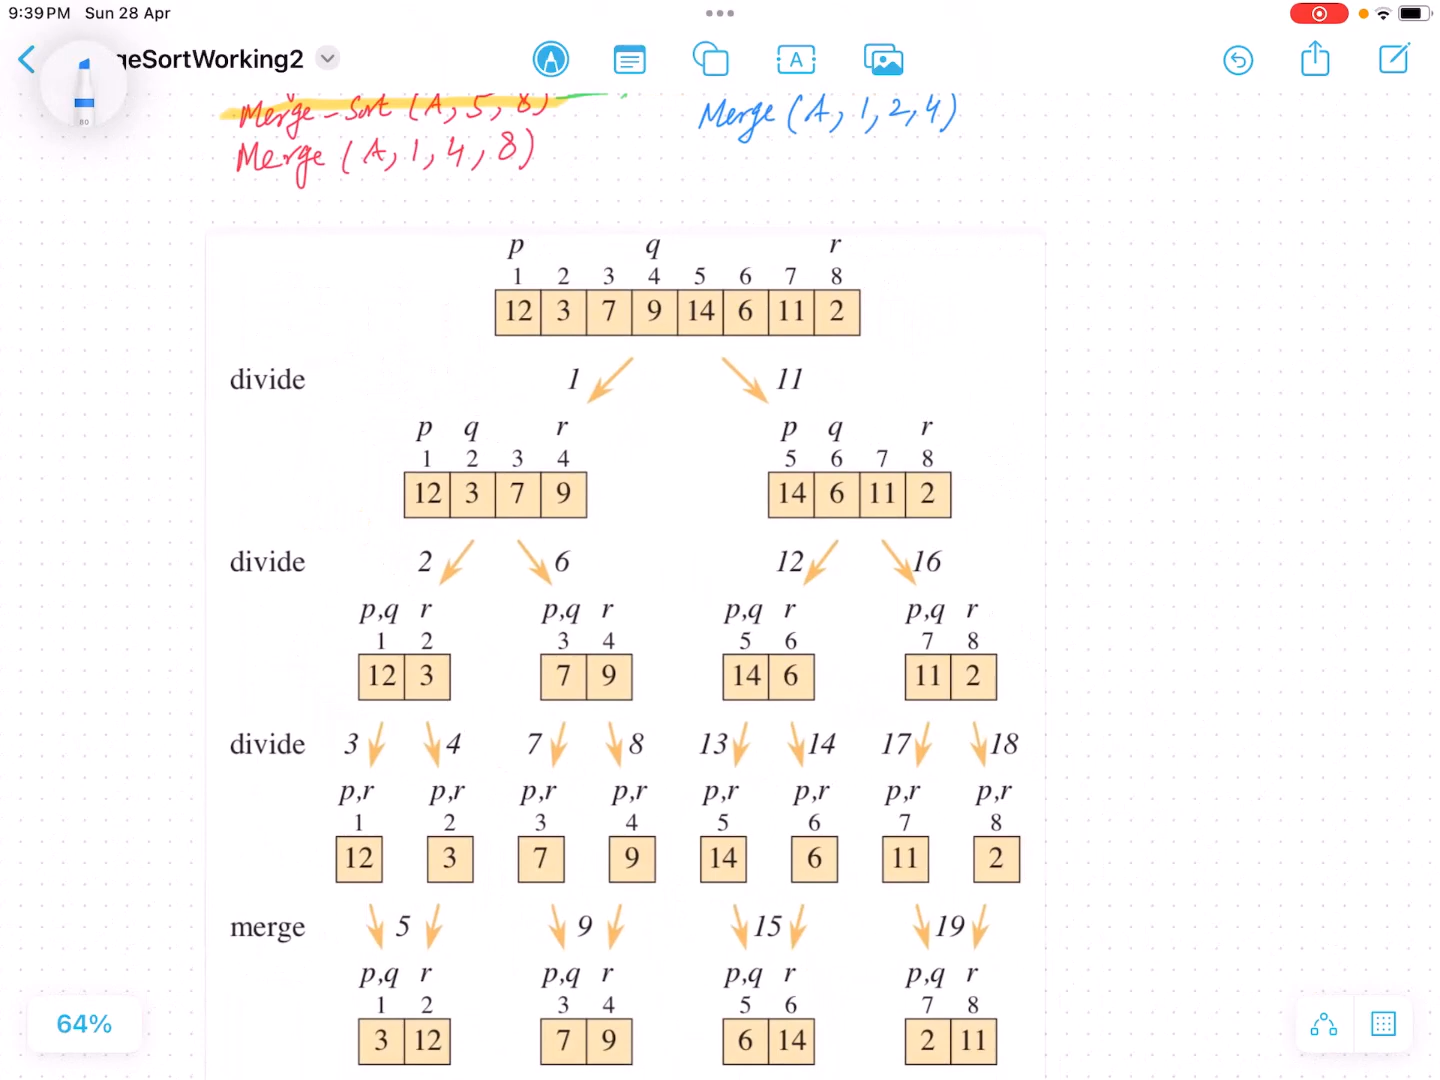 9:39 PM Sun 28 Apr
geSortWorking2
A
80
Merge-Sort (A, 5, 8)
Merge (A, 1, 2, 4)
Merge (A, 1, 4, 8)
p q r
1 2 3 4 5 6 7 8
12 3 7 9 14 6 11 2
divide 1 11
p q r p q r
1 2 3 4 5 6 7 8
12 3 7 9 14 6 11 2
divide 2 6 12 16
p,q r p,q r p,q r p,q r
1 2 3 4 5 6 7 8
12 3 7 9 14 6 11 2
divide 3 4 7 8 13 14 17 18
p,r p,r p,r p,r p,r p,r p,r p,r
1 2 3 4 5 6 7 8
12 3 7 9 14 6 11 2
merge 5 9 15 19
p,q r p,q r p,q r p,q r
1 2 3 4 5 6 7 8
3 12 7 9 6 14 2 11
64%